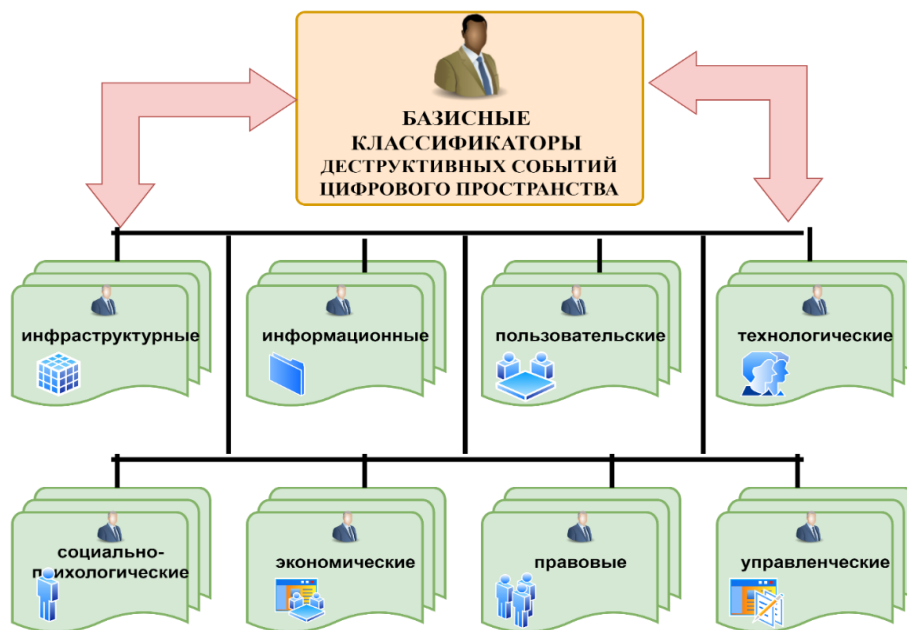 БАЗИСНЫЕ
КЛАССИФИКАТОРЫ
ДЕСТРУКТИВНЫХ СОБЫТИЙ
ЦИФРОВОГО ПРОСТРАНСТВА
инфраструктурные
информационные
пользовательские
технологические
социально-
психологические
экономические
правовые
управленческие